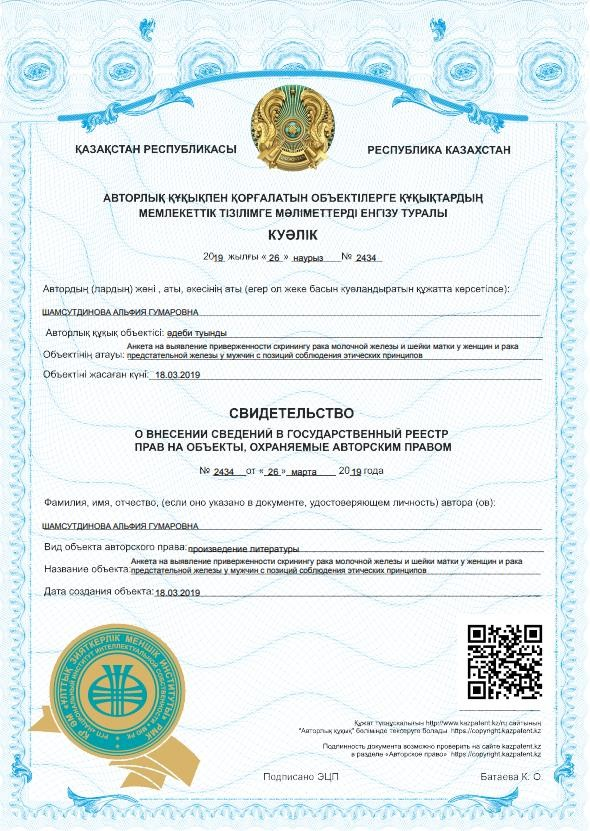 ҚАЗАҚСТАН РЕСПУБЛИКАСЫ
РЕСПУБЛИКА КАЗАХСТАН
АВТОРЛЫҚ ҚҰҚЫҚПЕН ҚОРҒАЛАТЫН ОБЪЕКТІЛЕРГЕ ҚҰҚЫҚТАРДЫҢ
МЕМЛЕКЕТТІК ТІЗІЛІМГЕ МӘЛІМЕТТЕРДІ ЕНГІЗУ ТУРАЛЫ
КУӘЛІК
2019 жылғы « 26 » наурыз № 2434
Автордың (лардың) жөні , аты, әкесінің аты (егер ол жеке басын куәландыратын құжатта көрсетілсе):
ШАМСУТДИНОВА АЛЬФИЯ ГУМАРОВНА
Авторлық құқық объектісі: әдеби туынды
Объектінің атауы: Анкета на выявление приверженности скринингу рака молочной железы и шейки матки у женщин и рака
предстательной железы у мужчин с позиций соблюдения этических принципов
Объектіні жасаған күні: 18.03.2019
СВИДЕТЕЛЬСТВО
О ВНЕСЕНИИ СВЕДЕНИЙ В ГОСУДАРСТВЕННЫЙ РЕЕСТР
ПРАВ НА ОБЪЕКТЫ, ОХРАНЯЕМЫЕ АВТОРСКИМ ПРАВОМ
№ 2434 от « 26 » марта 2019 года
Фамилия, имя, отчество, (если оно указано в документе, удостоверяющем личность) автора (ов):
ШАМСУТДИНОВА АЛЬФИЯ ГУМАРОВНА
Вид объекта авторского права: произведение литературы
Название объекта: Анкета на выявление приверженности скринингу рака молочной железы и шейки матки у женщин и рака
предстательной железы у мужчин с позиций соблюдения этических принципов
Дата создания объекта: 18.03.2019
ҚР ӘМ «ҰЛТТЫҚ ЗИЯТКЕРЛІК МЕНШІК ИНСТИТУТЫ» РМК
РГП «НАЦИОНАЛЬНЫЙ ИНСТИТУТ ИНТЕЛЛЕКТУАЛЬНОЙ СОБСТВЕННОСТИ» МЮ РК
Құжат түпнұсқалығын http://www.kazpatent.kz/ru сайтының
"Авторлық құқық" бөлімінде тексеруге болады https://copyright.kazpatent.kz
Подлинность документа возможно проверить на сайте kazpatent.kz
в разделе «Авторское право» https://copyright.kazpatent.kz
Подписано ЭЦП
Батаева К. О.